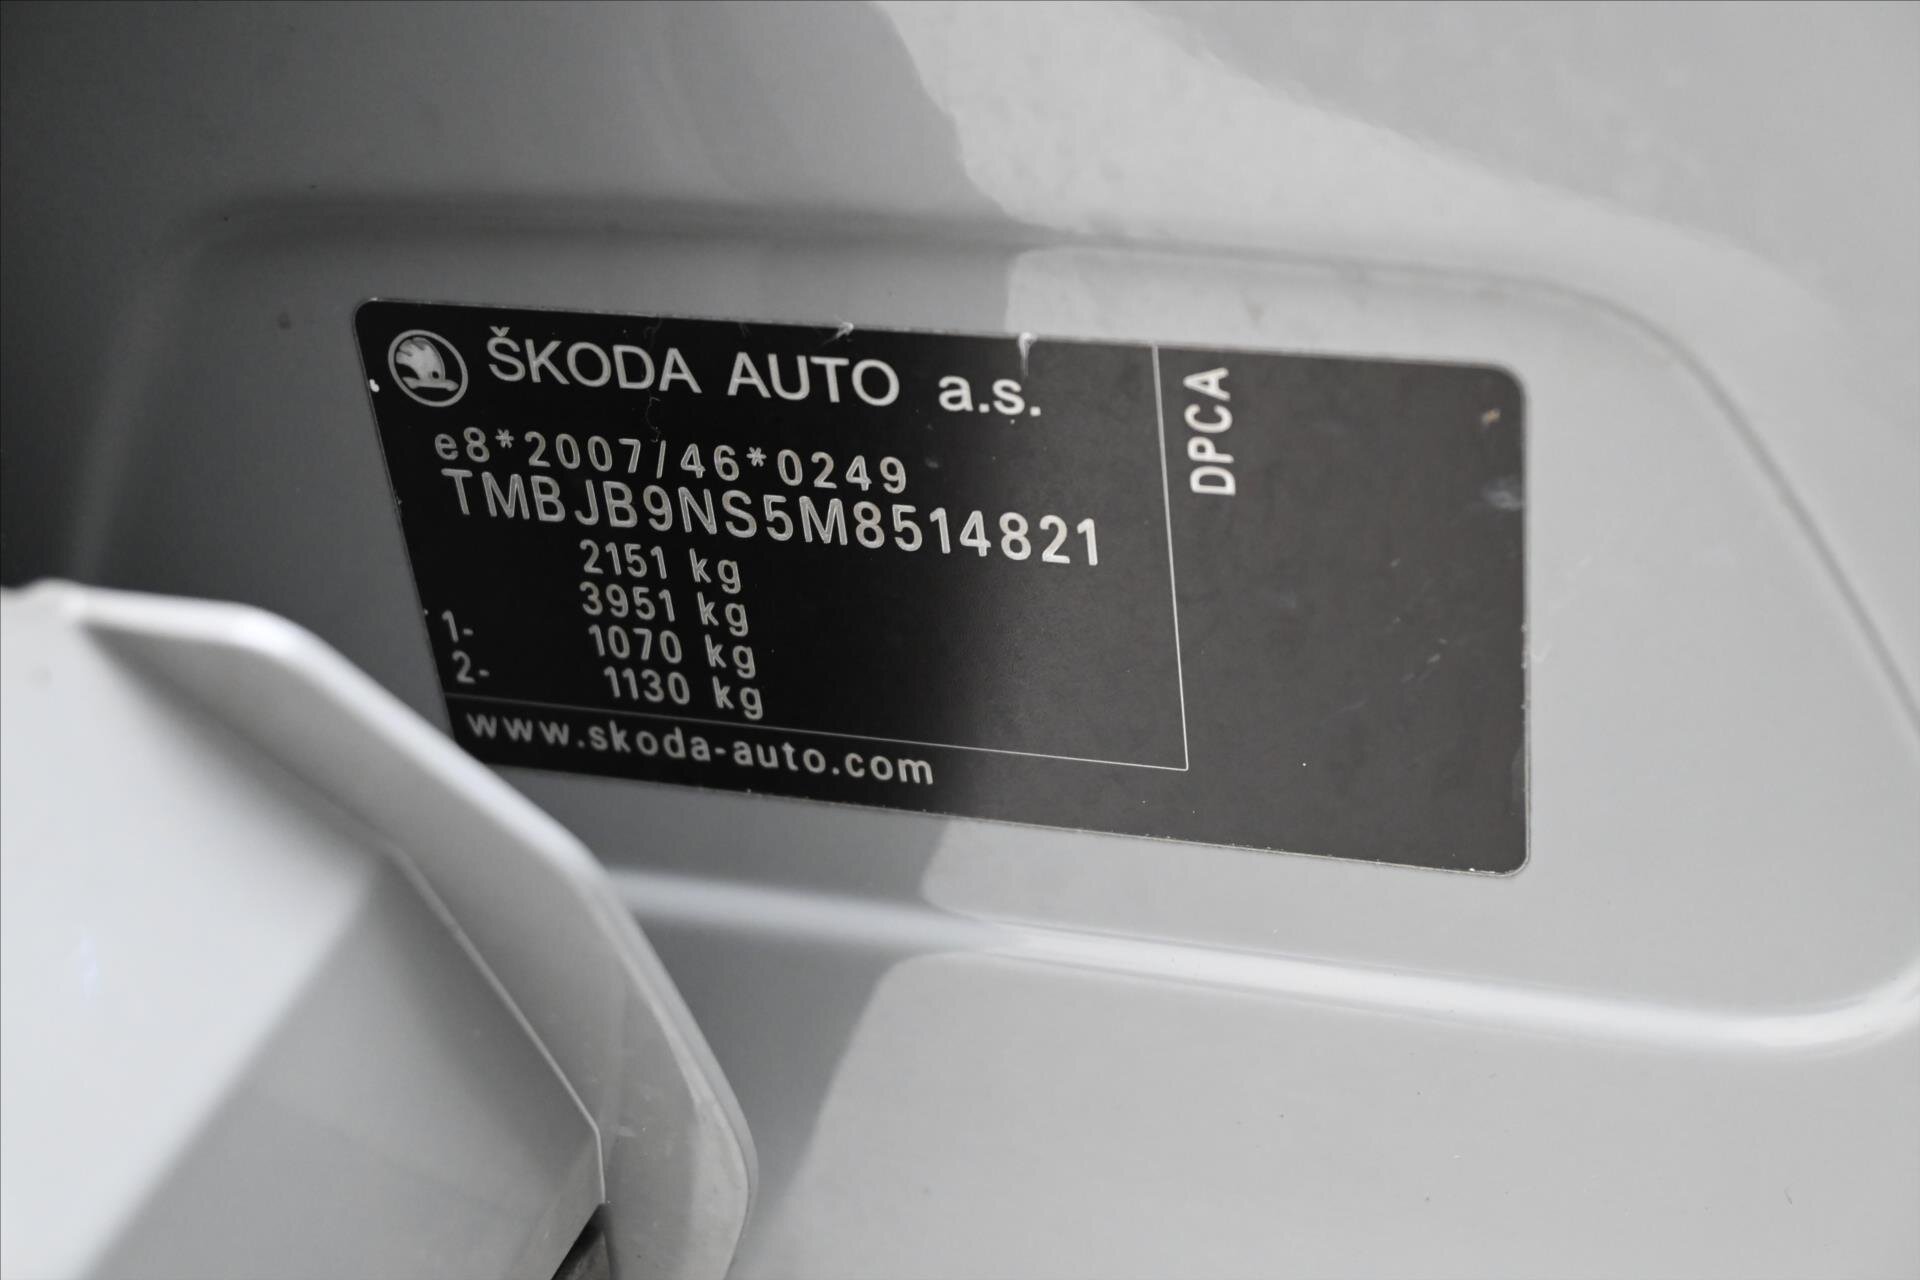 ŠKODA AUTO a.s.
e8*2007/46*0249
TMBJB9NS5M8514821
2151 kg
3951 kg
1- 1070 kg
2- 1130 kg
www.skoda-auto.com
DPCA